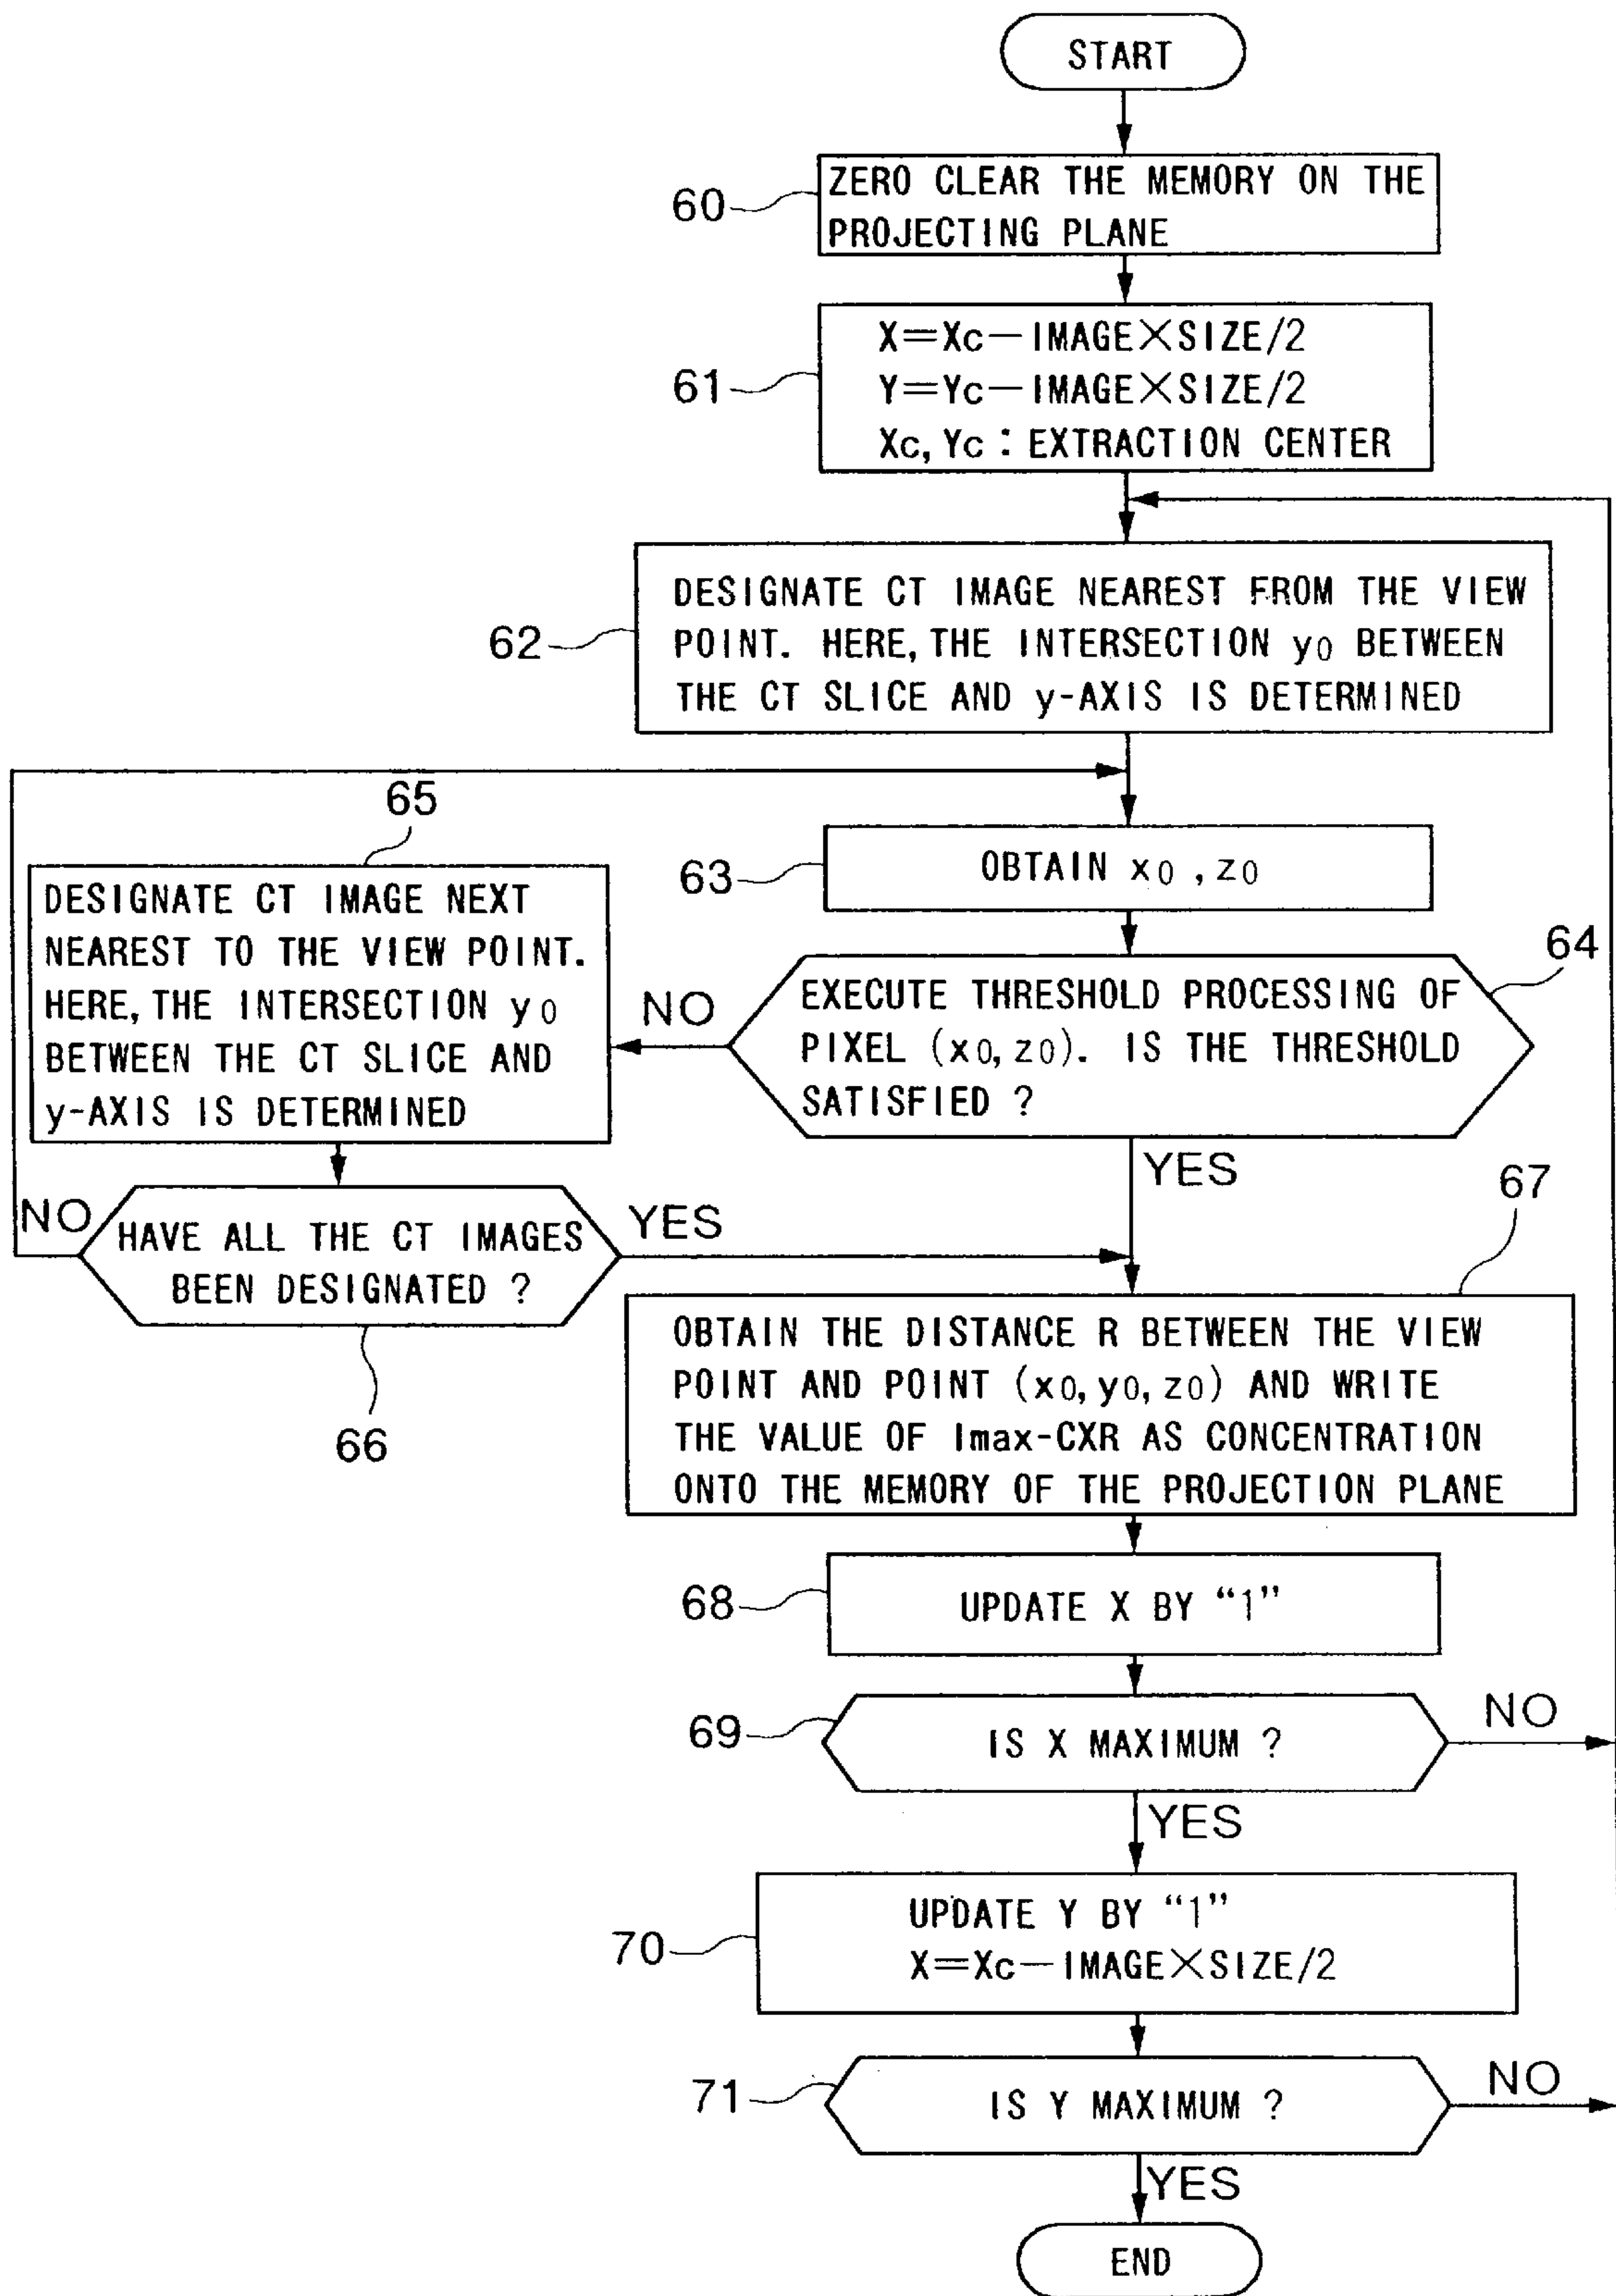 START
60
ZERO CLEAR THE MEMORY ON THE
PROJECTING PLANE
61
X=Xc−IMAGE×SIZE/2
Y=Yc−IMAGE×SIZE/2
Xc, Yc : EXTRACTION CENTER
62
DESIGNATE CT IMAGE NEAREST FROM THE VIEW
POINT. HERE, THE INTERSECTION y0 BETWEEN
THE CT SLICE AND y-AXIS IS DETERMINED
63
OBTAIN x0 , z0
64
EXECUTE THRESHOLD PROCESSING OF
PIXEL (x0, z0). IS THE THRESHOLD
SATISFIED ?
NO
YES
65
DESIGNATE CT IMAGE NEXT
NEAREST TO THE VIEW POINT.
HERE, THE INTERSECTION y0
BETWEEN THE CT SLICE AND
y-AXIS IS DETERMINED
NO
HAVE ALL THE CT IMAGES
BEEN DESIGNATED ?
YES
66
67
OBTAIN THE DISTANCE R BETWEEN THE VIEW
POINT AND POINT (x0, y0, z0) AND WRITE
THE VALUE OF Imax-CXR AS CONCENTRATION
ONTO THE MEMORY OF THE PROJECTION PLANE
68
UPDATE X BY “1”
69
IS X MAXIMUM ?
NO
YES
70
UPDATE Y BY “1”
X=Xc−IMAGE×SIZE/2
71
IS Y MAXIMUM ?
NO
YES
END